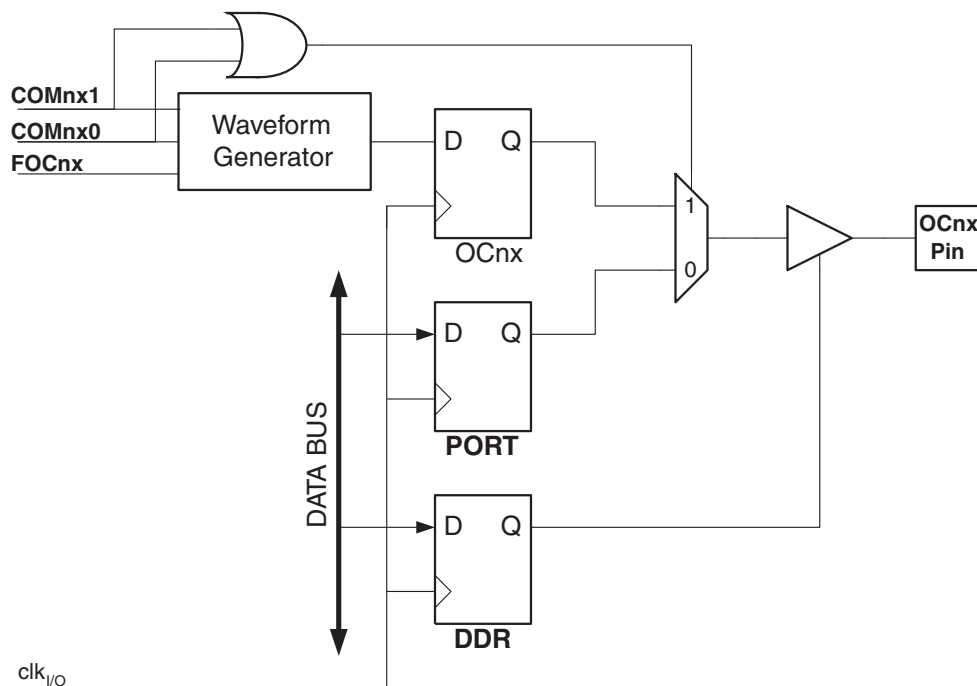 COMnx1
COMnx0
FOCnx
Waveform
Generator
D Q
OCnx
1
0
OCnx
Pin
D Q
PORT
DATA BUS
D Q
DDR
clkI/O